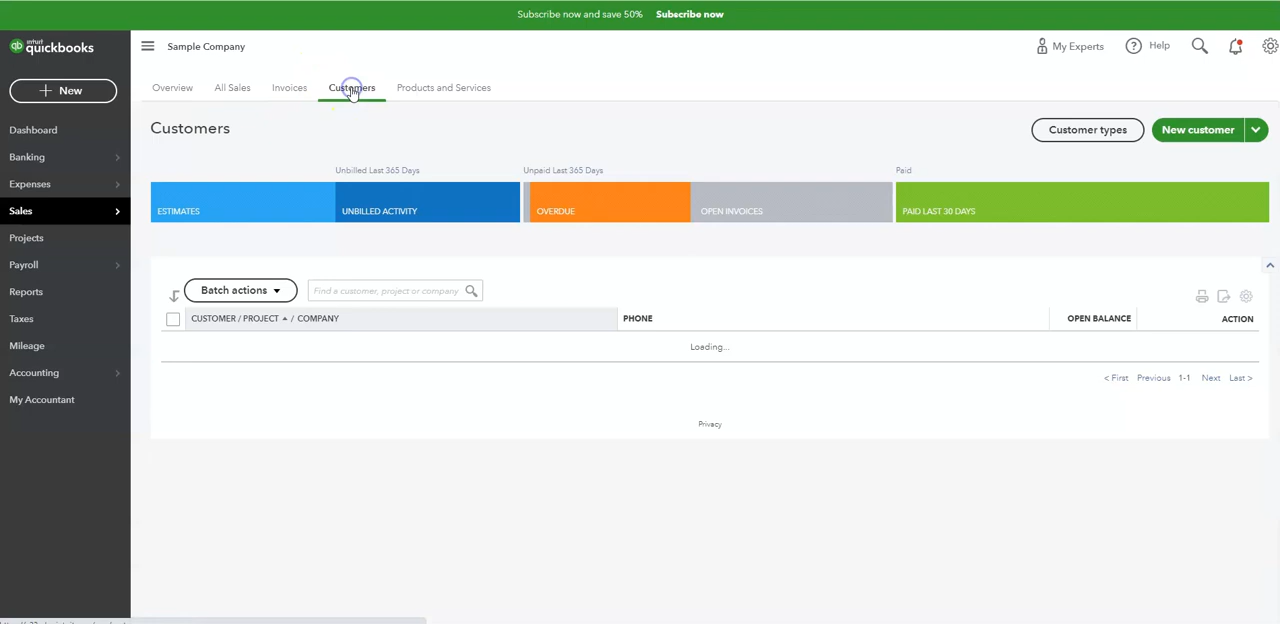 Subscribe now and save 50% Subscribe now
intuit quickbooks
Sample Company
My Experts
Help
New
Overview
All Sales
Invoices
Customers
Products and Services
Dashboard
Banking
Expenses
Sales
Projects
Payroll
Reports
Taxes
Mileage
Accounting
My Accountant
Customers
Customer types
New customer
Unbilled Last 365 Days
Unpaid Last 365 Days
Paid
ESTIMATES
UNBILLED ACTIVITY
OVERDUE
OPEN INVOICES
PAID LAST 30 DAYS
Batch actions
Find a customer, project or company
CUSTOMER / PROJECT / COMPANY
PHONE
OPEN BALANCE
ACTION
Loading...
< First Previous 1-1 Next Last >
Privacy